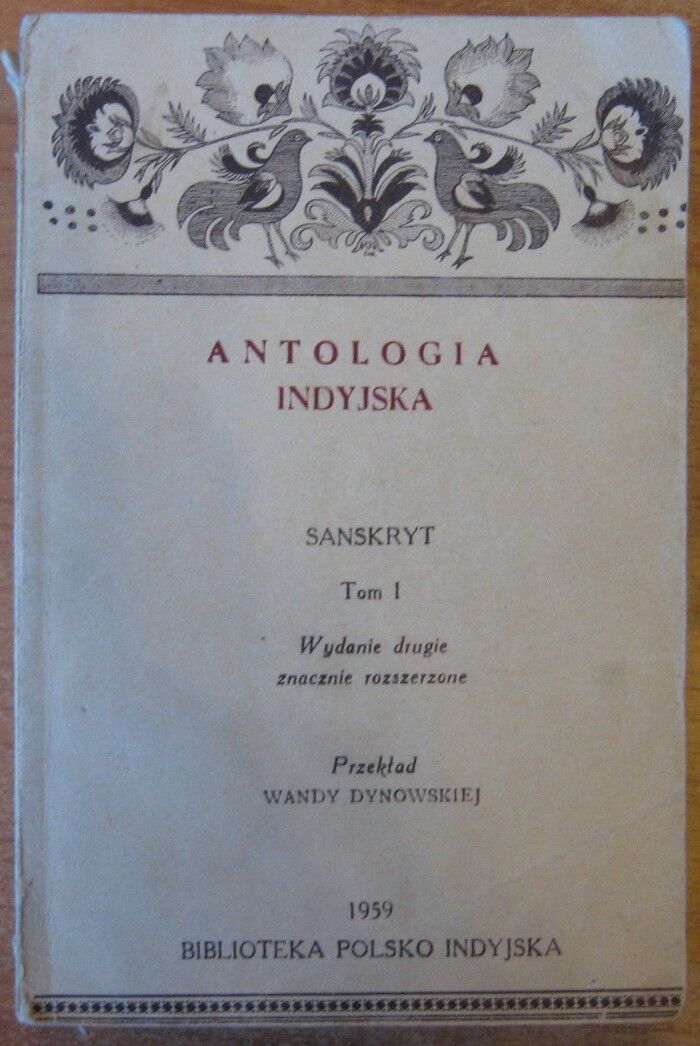 ANTOLOGIA
INDYJSKA
SANSKRYT
Tom I
Wydanie drugie
znacznie rozszerzone
Przekład
WANDY DYNOWSKIEJ
1959
BIBLIOTEKA POLSKO INDYJSKA